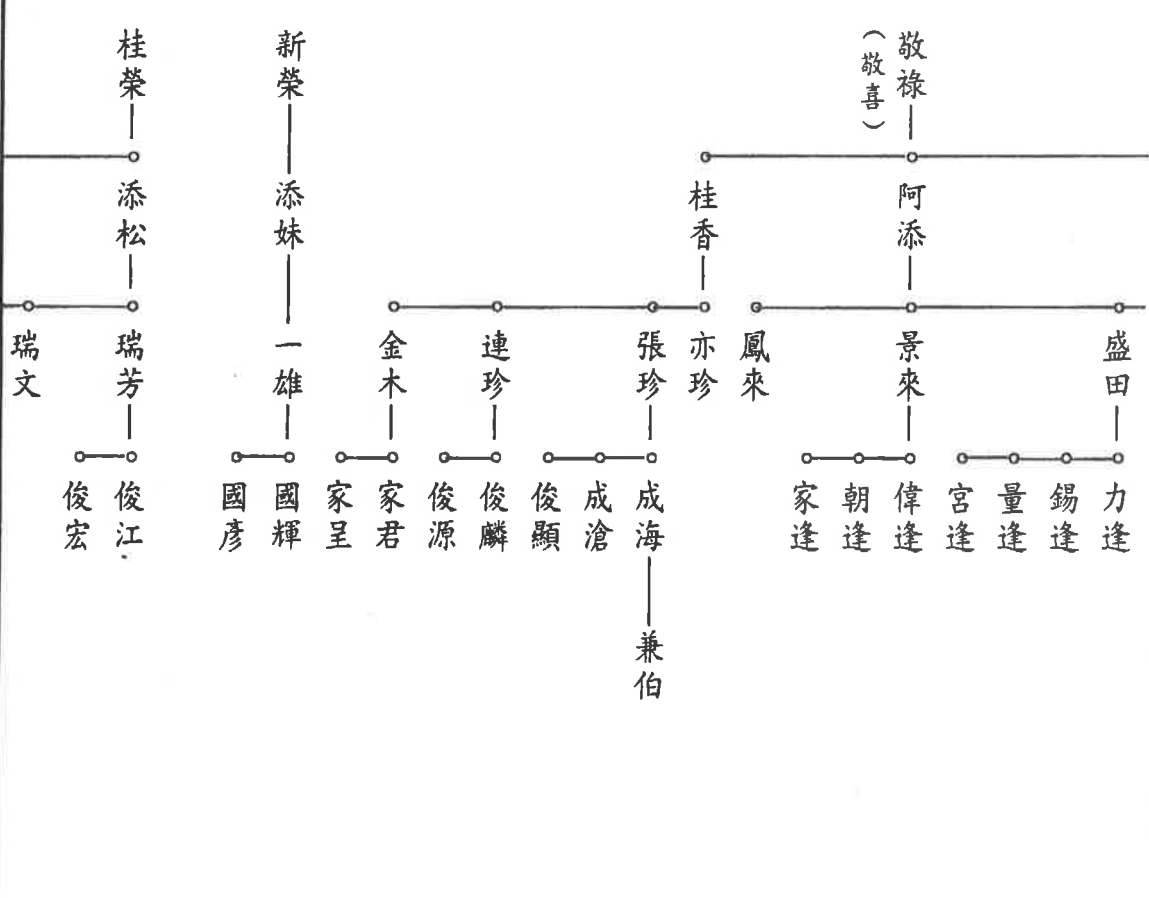 敬祿
（敬喜）
新榮
桂榮
阿添
桂香
添妹
添松
盛田
景來
鳳來
亦珍
張珍
連珍
金木
一雄
瑞芳
瑞文
力逢
錫逢
量逢
宮逢
偉逢
朝逢
家逢
成海
成滄
俊顯
俊麟
俊源
家君
家呈
國輝
國彥
俊江
俊宏
兼伯